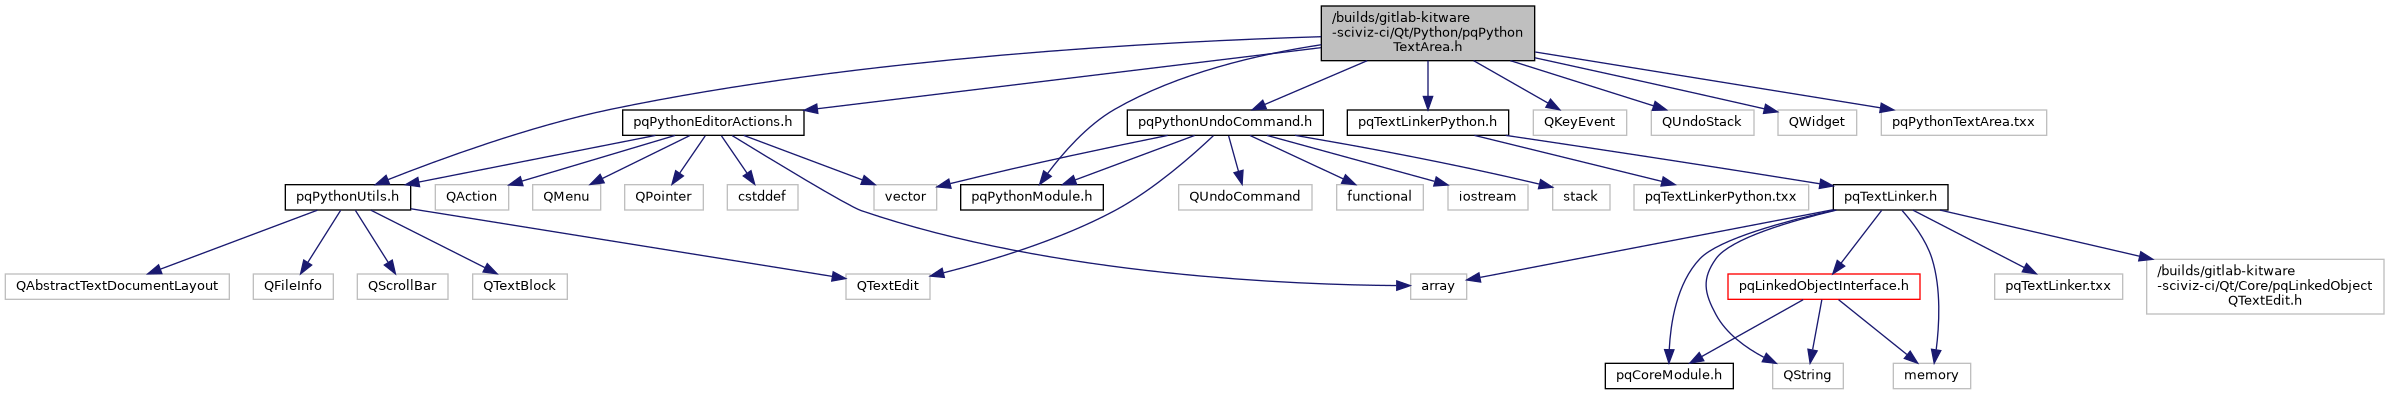 /builds/gitlab-kitware
-sciviz-ci/Qt/Python/pqPython
TextArea.h
pqPythonEditorActions.h
pqPythonUndoCommand.h
pqTextLinkerPython.h
QKeyEvent
QUndoStack
QWidget
pqPythonTextArea.txx
pqPythonUtils.h
QAction
QMenu
QPointer
cstddef
vector
pqPythonModule.h
QUndoCommand
functional
iostream
stack
pqTextLinkerPython.txx
pqTextLinker.h
QAbstractTextDocumentLayout
QFileInfo
QScrollBar
QTextBlock
QTextEdit
array
pqLinkedObjectInterface.h
pqTextLinker.txx
/builds/gitlab-kitware
-sciviz-ci/Qt/Core/pqLinkedObject
QTextEdit.h
pqCoreModule.h
QString
memory